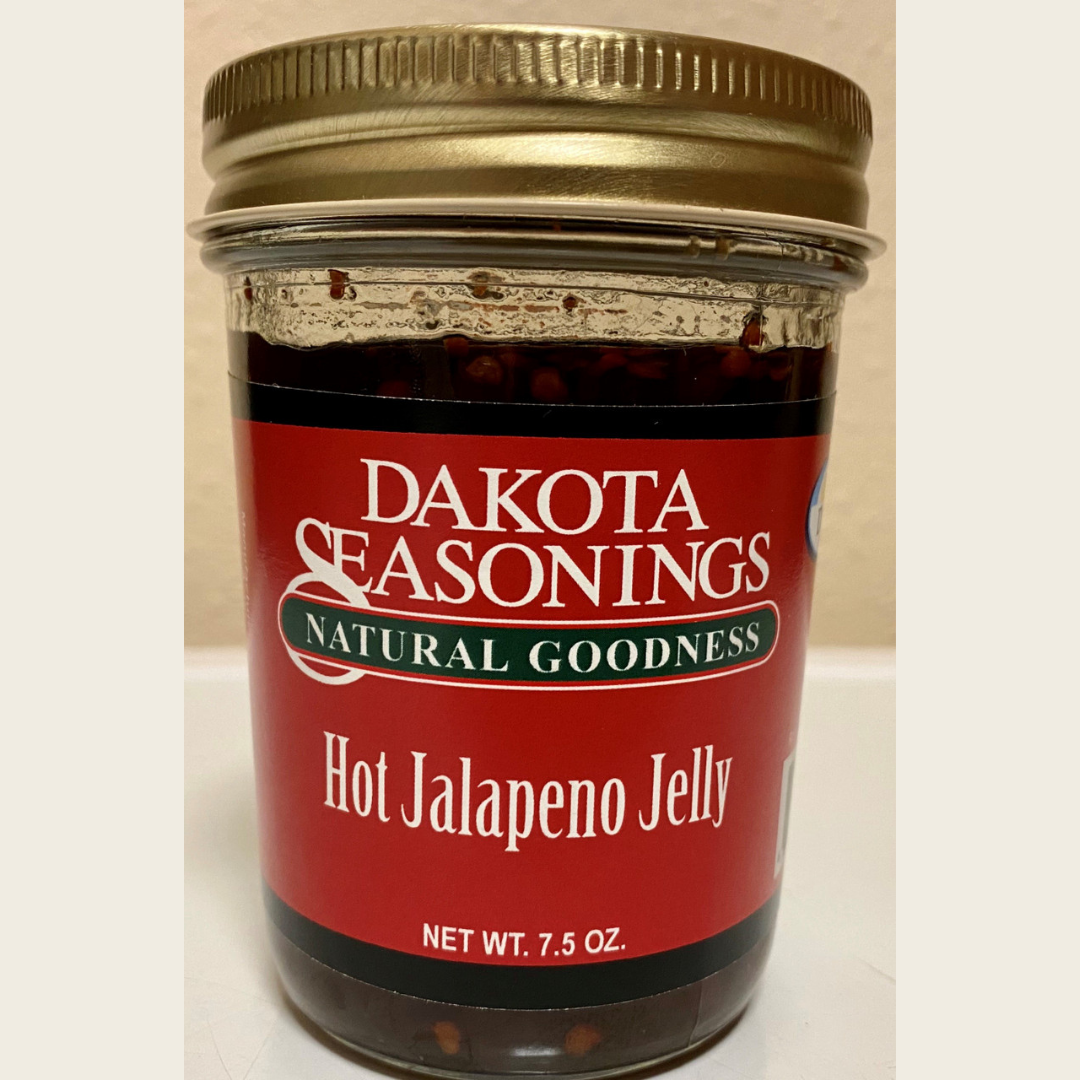 DAKOTA
SEASONINGS
NATURAL GOODNESS
Hot Jalapeno Jelly
NET WT. 7.5 OZ.